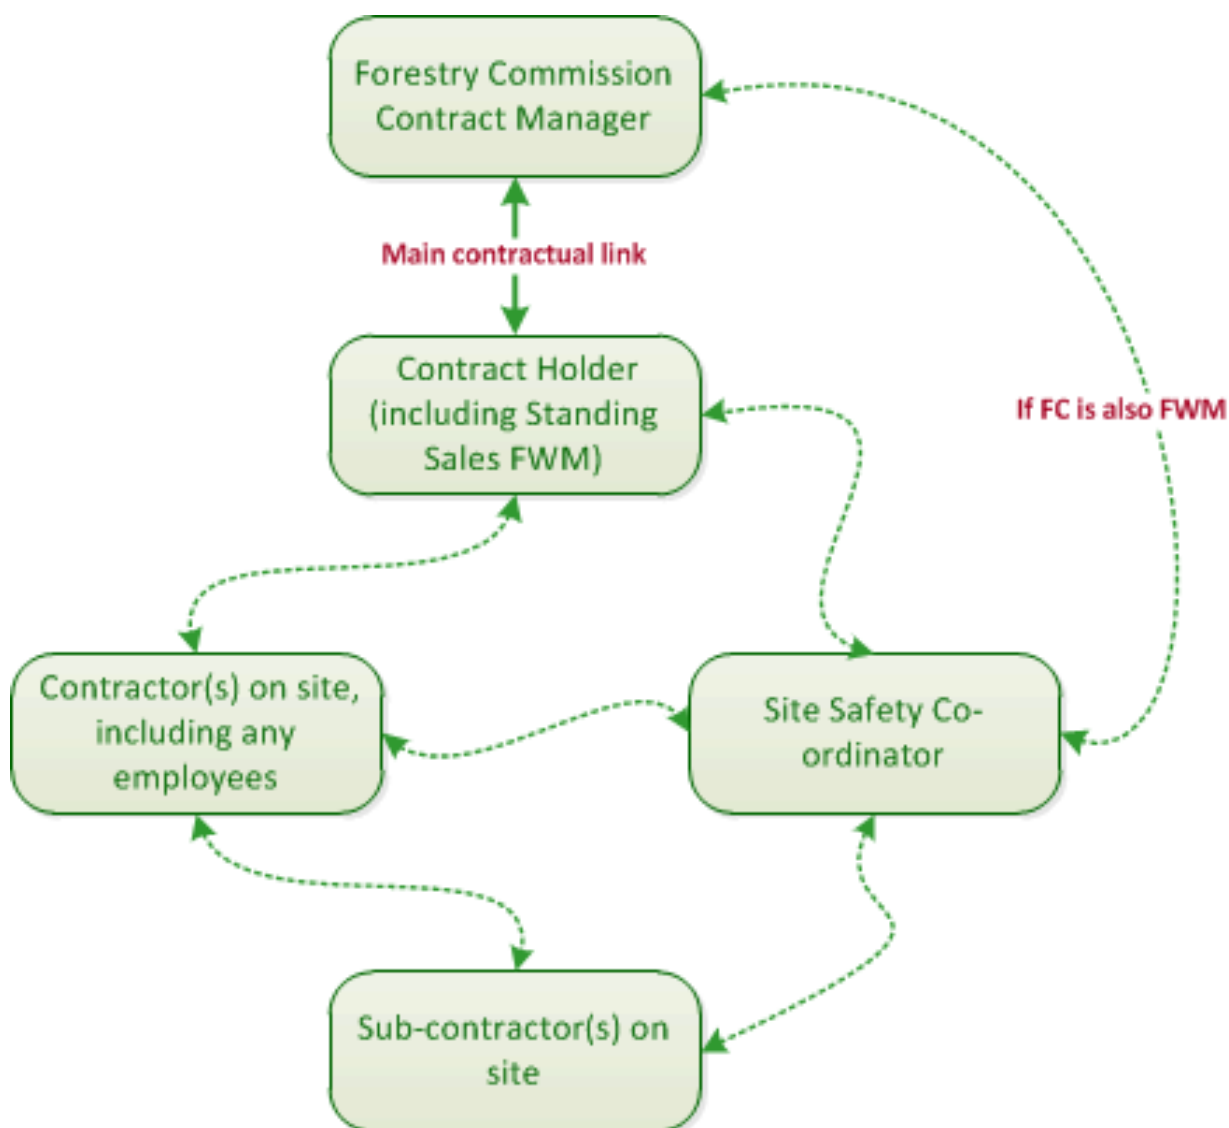 Forestry Commission
Contract Manager
Main contractual link
Contract Holder
(including Standing
Sales FWM)
If FC is also FWM
Contractor(s) on site,
including any
employees
Site Safety Co-
ordinator
Sub-contractor(s) on
site